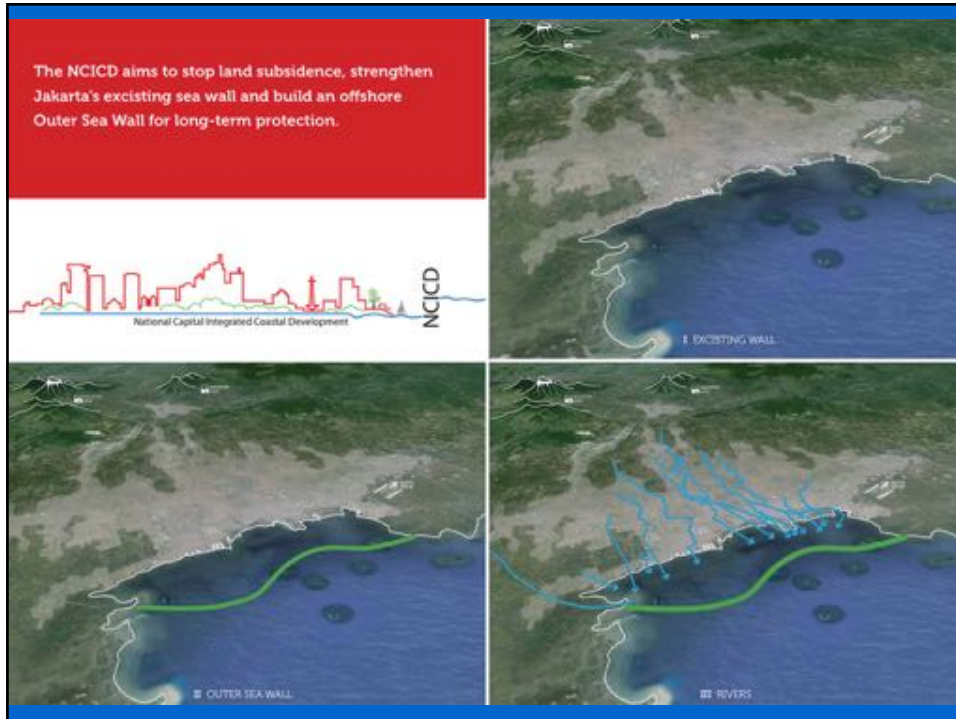 The NCICD aims to stop land subsidence, strengthen
Jakarta's excisting sea wall and build an offshore
Outer Sea Wall for long-term protection.
National Capital Integrated Coastal Development
NCICD
I EXCISTING WALL
II OUTER SEA WALL
III RIVERS